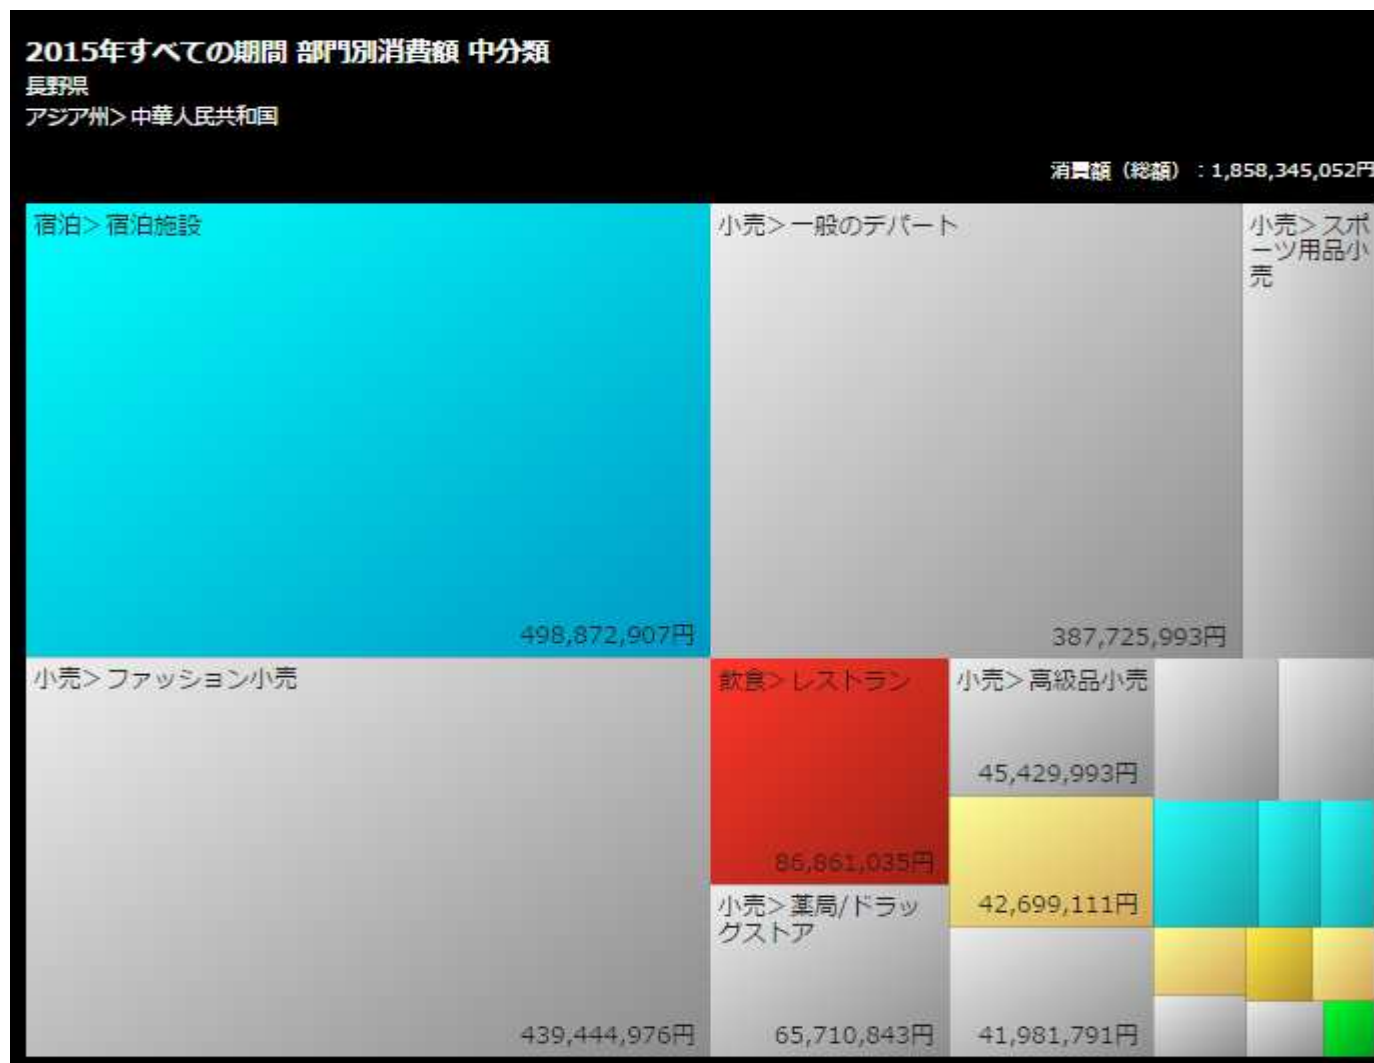 2015年すべての期間 部門別消費額 中分類
長野県
アジア州＞中華人民共和国
消費額（総額）：1,858,345,052円
宿泊＞宿泊施設
498,872,907円
小売＞一般のデパート
387,725,993円
小売＞スポ
ーツ用品小
売
小売＞ファッション小売
439,444,976円
飲食＞レストラン
86,861,035円
小売＞高級品小売
45,429,993円
42,699,111円
小売＞薬局/ドラッ
グストア
65,710,843円
41,981,791円